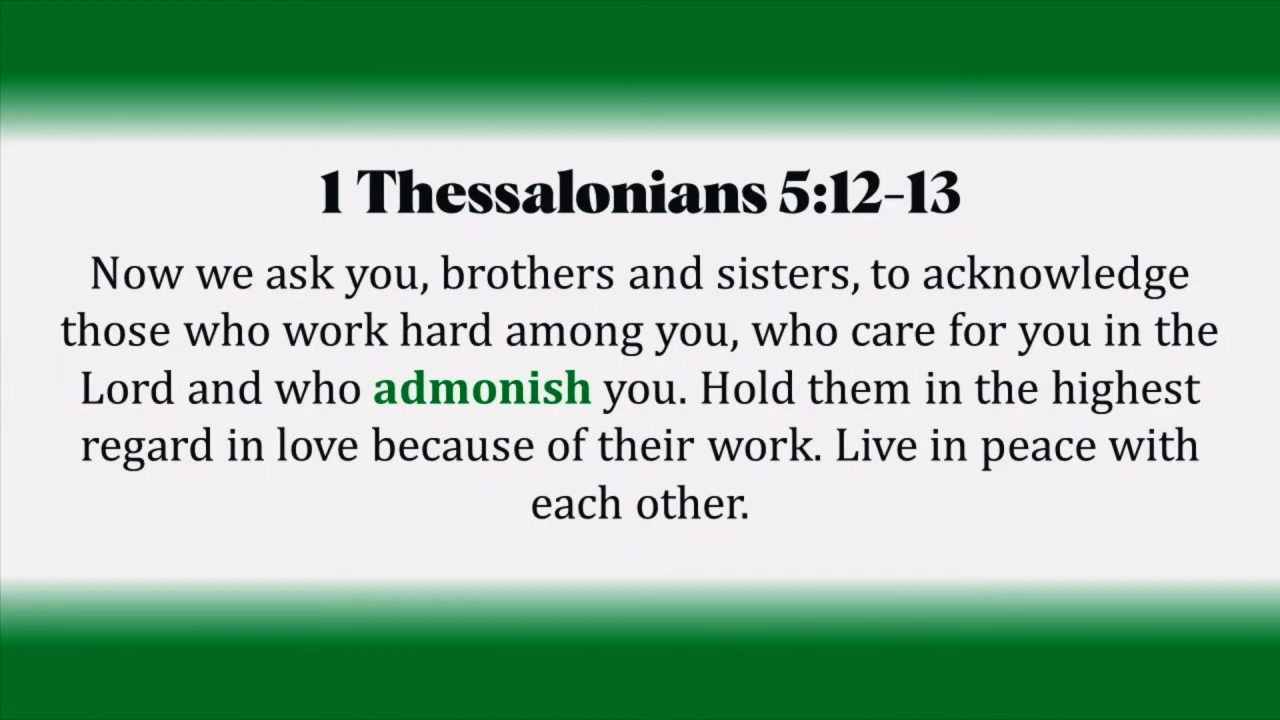 1 Thessalonians 5:12-13
Now we ask you, brothers and sisters, to acknowledge
those who work hard among you, who care for you in the
Lord and who admonish you. Hold them in the highest
regard in love because of their work. Live in peace with
each other.